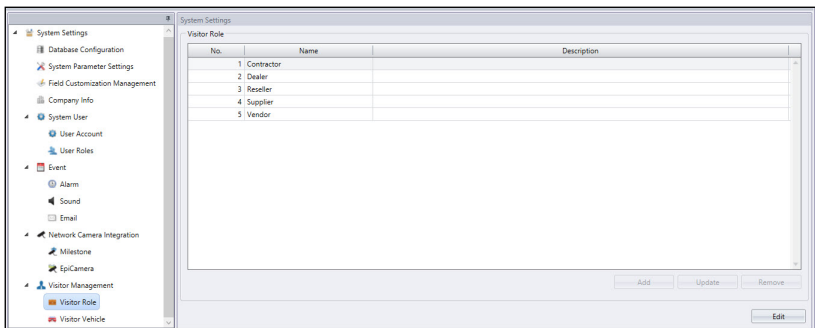 System Settings
Database Configuration
System Parameter Settings
Field Customization Management
Company Info
System User
User Account
User Roles
Event
Alarm
Sound
Email
Network Camera Integration
Milestone
EpiCamera
Visitor Management
Visitor Role
Visitor Vehicle
System Settings
Visitor Role
No. Name Description
1 Contractor
2 Dealer
3 Reseller
4 Supplier
5 Vendor
Add Update Remove
Edit